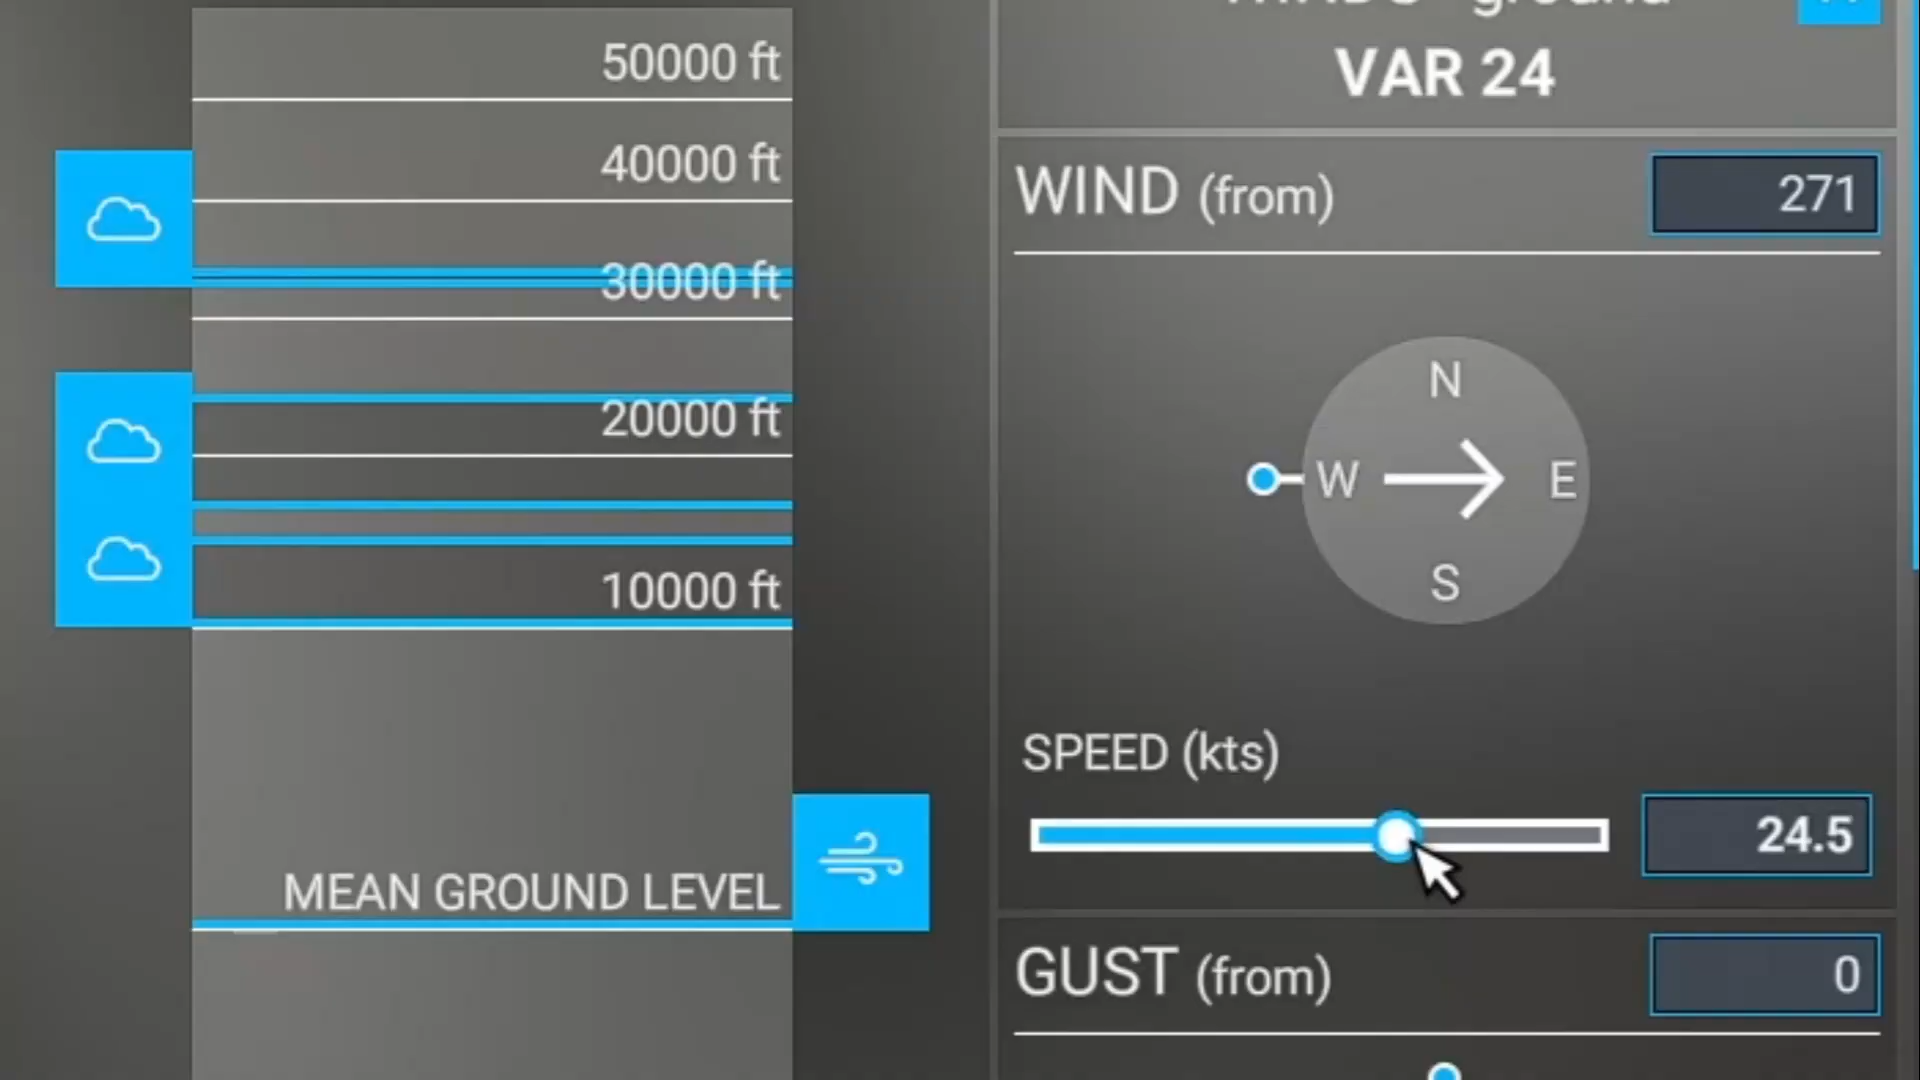 50000 ft
40000 ft
30000 ft
20000 ft
10000 ft
MEAN GROUND LEVEL
ground
VAR 24
WIND (from)
271
N
W
E
S
SPEED (kts)
24.5
GUST (from)
0